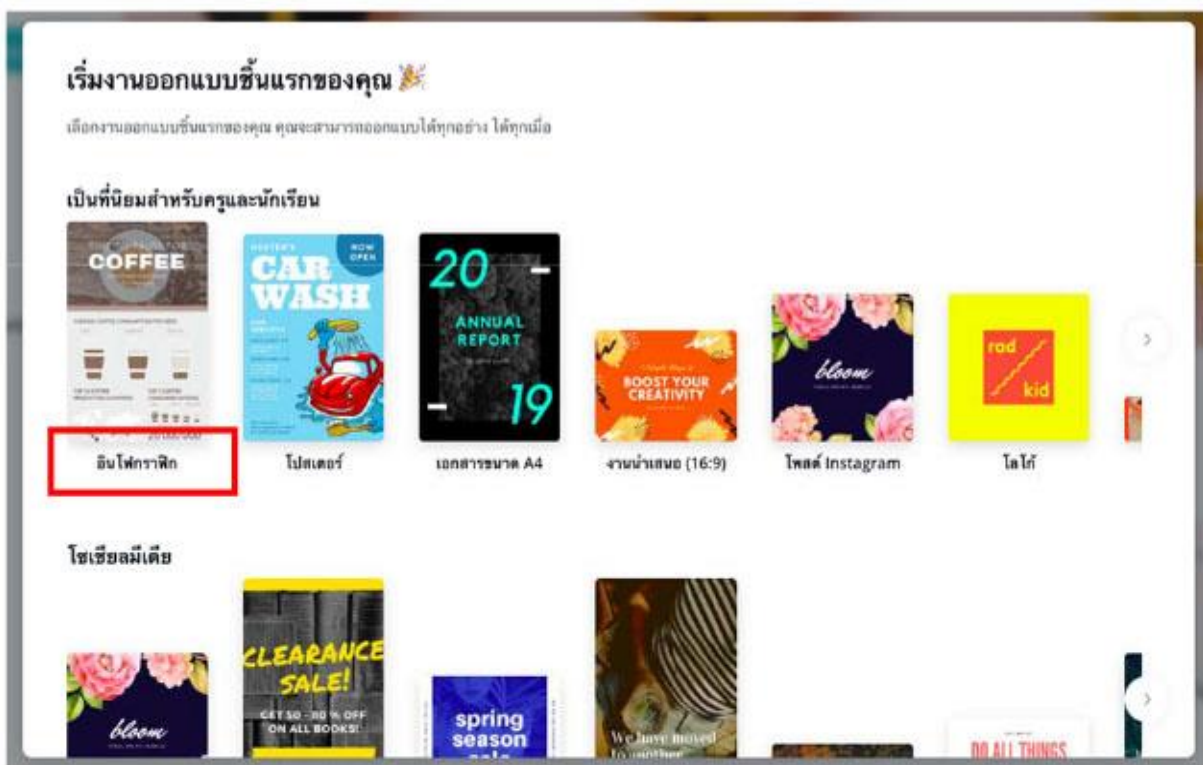 เริ่มงานออกแบบชิ้นแรกของคุณ 🎉
เลือกงานออกแบบชิ้นแรกของคุณ คุณจะสามารถออกแบบได้ทุกอย่าง ได้ทุกเมื่อ
เป็นที่นิยมสำหรับครูและนักเรียน
COFFEE
NOW OPEN
CAR
WASH
20
ANNUAL
REPORT
19
BOOST YOUR
CREATIVITY
bloom
rad
kid
อินโฟกราฟิก
โปสเตอร์
เอกสารขนาด A4
งานนำเสนอ (16:9)
โพสต์ Instagram
โลโก้
โซเชียลมีเดีย
bloom
CLEARANCE
SALE!
GET 50 - 80 % OFF
ON ALL BOOKS!
spring
season
sale
We have moved
to another
DO ALL THINGS